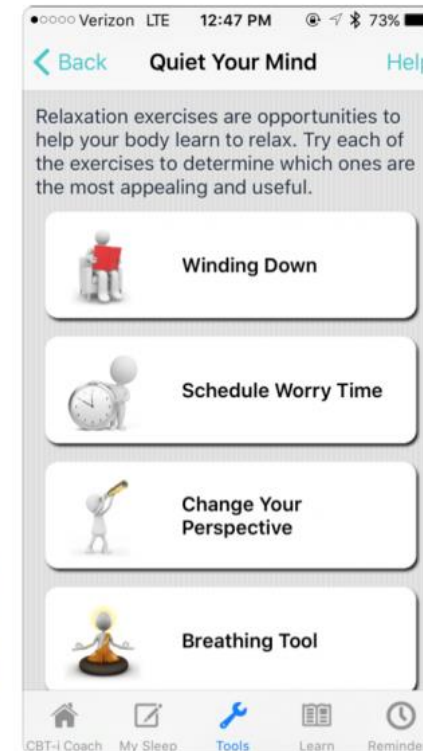 Verizon LTE 12:47 PM 73%
Back Quiet Your Mind Help
Relaxation exercises are opportunities to
help your body learn to relax. Try each of
the exercises to determine which ones are
the most appealing and useful.
Winding Down
Schedule Worry Time
Change Your
Perspective
Breathing Tool
CBT-i Coach My Sleep Tools Learn Reminde